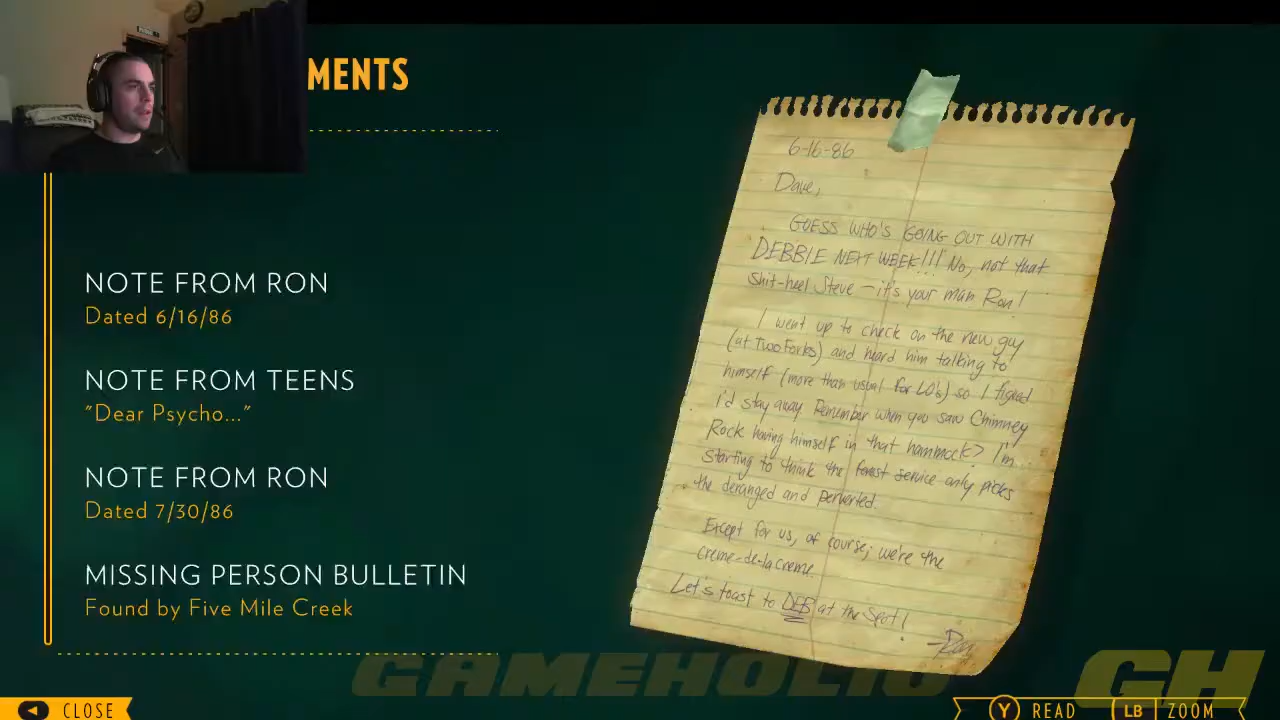 MENTS
NOTE FROM RON
Dated 6/16/86
NOTE FROM TEENS
"Dear Psycho..."
NOTE FROM RON
Dated 7/30/86
MISSING PERSON BULLETIN
Found by Five Mile Creek
CLOSE
6-16-86
Dave,
GUESS WHO'S GOING OUT WITH
DEBBIE NEXT WEEK!!! No, not that
shit-heel Steve - it's your man Ron!
I went up to check on the new guy
(at Two Forks) and heard him talking to
himself (more than usual for LO's) so I figured
I'd stay away. Remember when you saw Chimney
Rock having himself in that hammock? I'm
starting to think the forest service only picks
the deranged and perverted.
Except for us, of course; we're the
creme-de-la creme.
Let's toast to DEB at the Spot!
-Ron
GAMEHOLIC
GH
Y READ
LB ZOOM